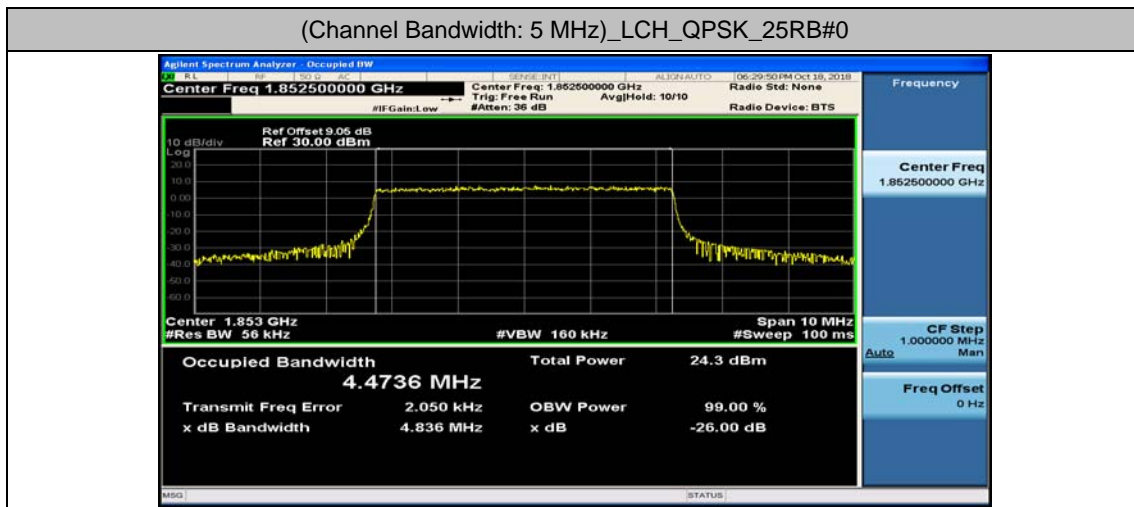 (Channel Bandwidth: 5 MHz)_LCH_QPSK_25RB#0
Agilent Spectrum Analyzer - Occupied BW
RL RF 50 Ω AC SENSE:INT ALIGN AUTO 06:29:50 PM Oct 18, 2018
Center Freq 1.852500000 GHz
Center Freq: 1.852500000 GHz Radio Std: None
Trig: Free Run Avg|Hold: 10/10
#IFGain:Low #Atten: 36 dB Radio Device: BTS
Ref Offset 9.05 dB
10 dB/div Ref 30.00 dBm
Log
20.0
10.0
0.00
-10.0
-20.0
-30.0
-40.0
-50.0
-60.0
Center 1.853 GHz Span 10 MHz
#Res BW 56 kHz #VBW 160 kHz #Sweep 100 ms
Occupied Bandwidth Total Power 24.3 dBm
4.4736 MHz
Transmit Freq Error 2.050 kHz OBW Power 99.00 %
x dB Bandwidth 4.836 MHz x dB -26.00 dB
MSG STATUS
Frequency
Center Freq
1.852500000 GHz
CF Step
1.000000 MHz
Auto Man
Freq Offset
0 Hz